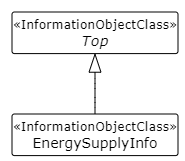 «InformationObjectClass»
Top
«InformationObjectClass»
EnergySupplyInfo